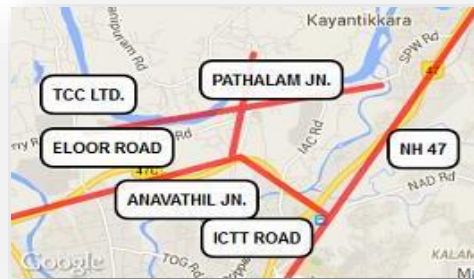 Kayantikkara
SPW Rd
PATHALAM JN.
47
TCC LTD.
ELOOR ROAD
IAC Rd
NH 47
47C
ANAVATHIL JN.
NAD Rd
ICTT ROAD
TOG Rd
Google